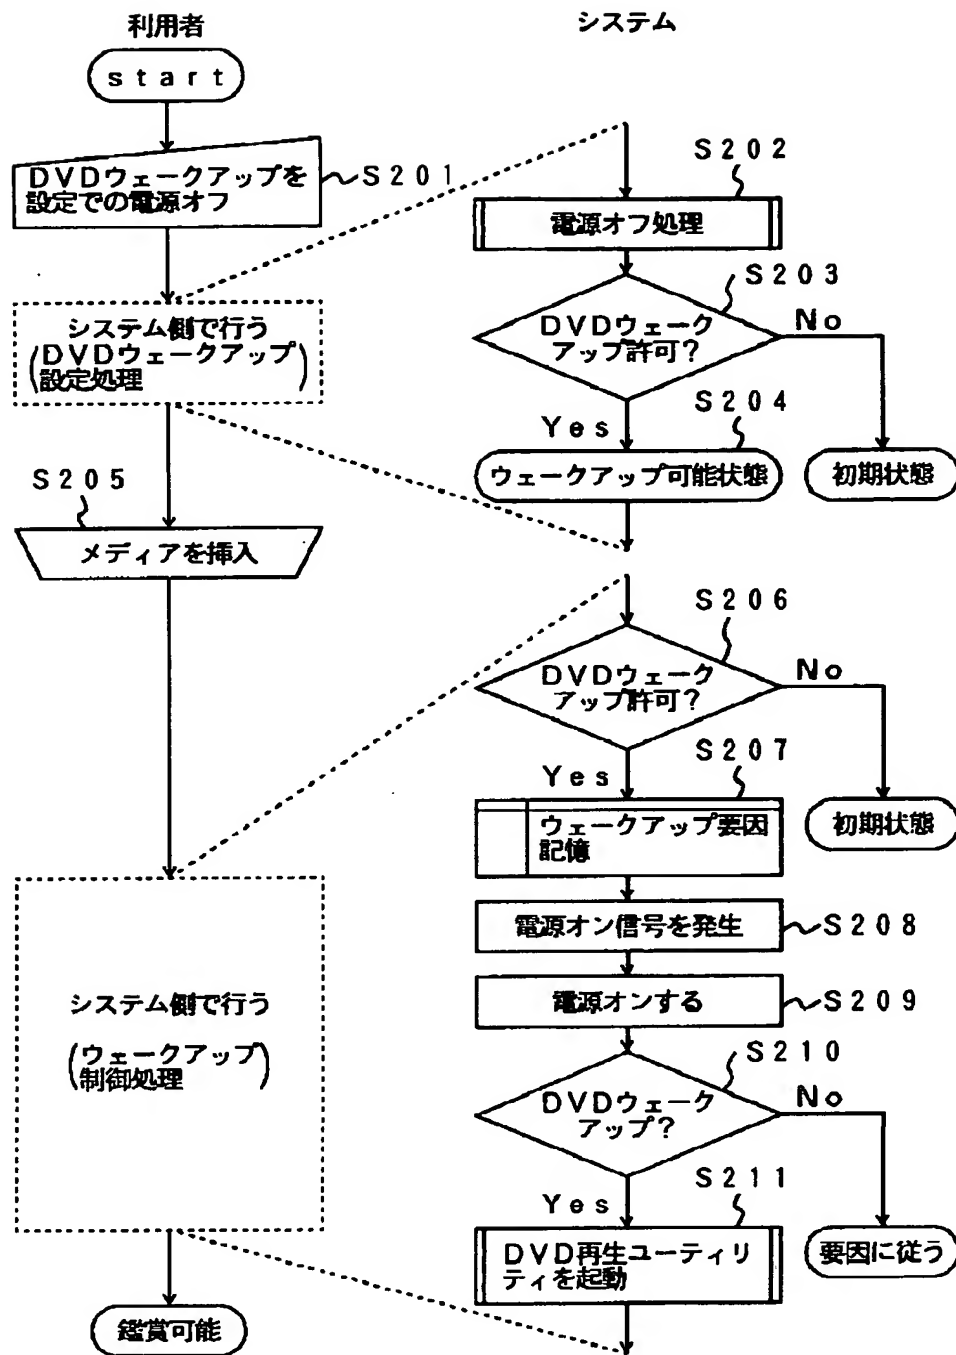 利用者
システム
start
DVDウェークアップを
設定での電源オフ
S201
S202
電源オフ処理
S203
DVDウェーク
アップ許可?
No
システム側で行う
(DVDウェークアップ
設定処理)
S204
Yes
ウェークアップ可能状態
初期状態
S205
メディアを挿入
S206
DVDウェーク
アップ許可?
No
S207
Yes
ウェークアップ要因
記憶
初期状態
電源オン信号を発生
S208
システム側で行う
(ウェークアップ
制御処理)
電源オンする
S209
S210
DVDウェーク
アップ?
No
S211
Yes
DVD再生ユーティリ
ティを起動
要因に従う
鑑賞可能